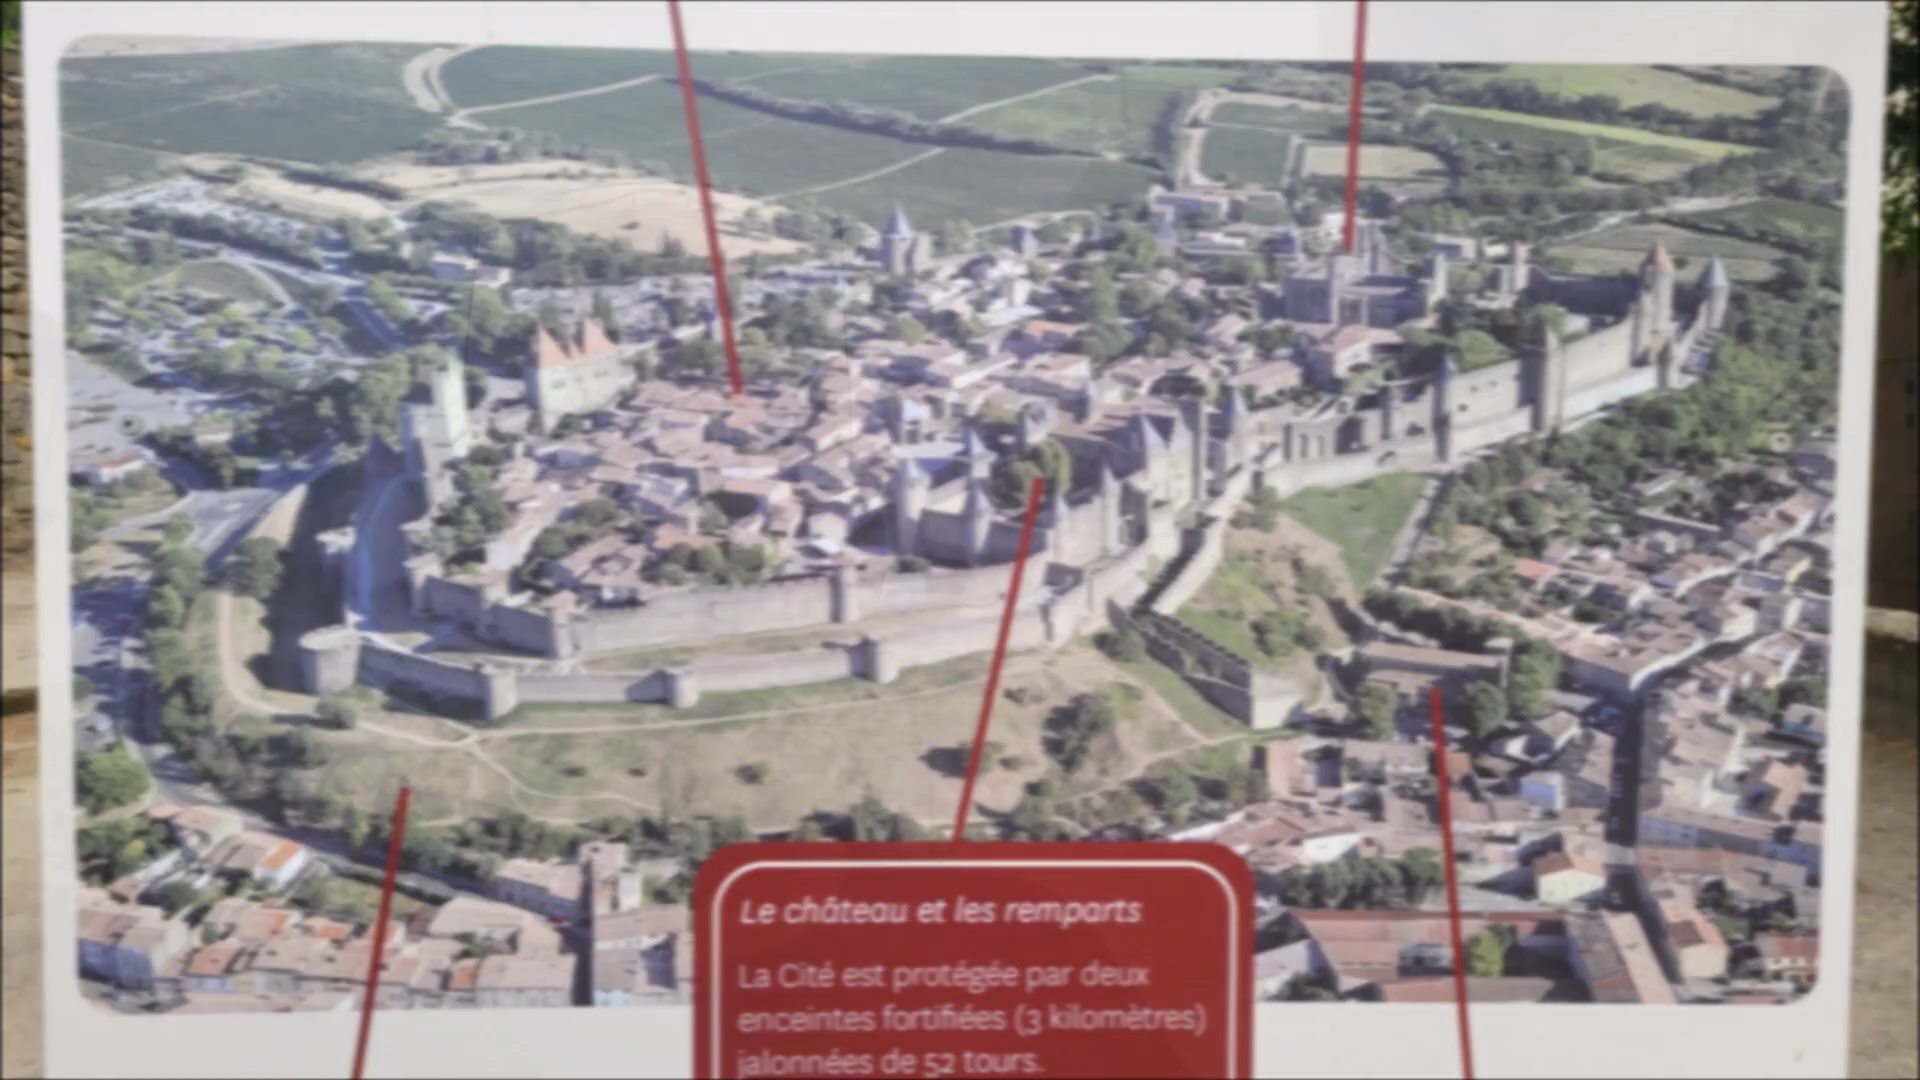 Le château et les remparts
La Cité est protégée par deux
enceintes fortifiées (3 kilomètres)
jalonnées de 52 tours.